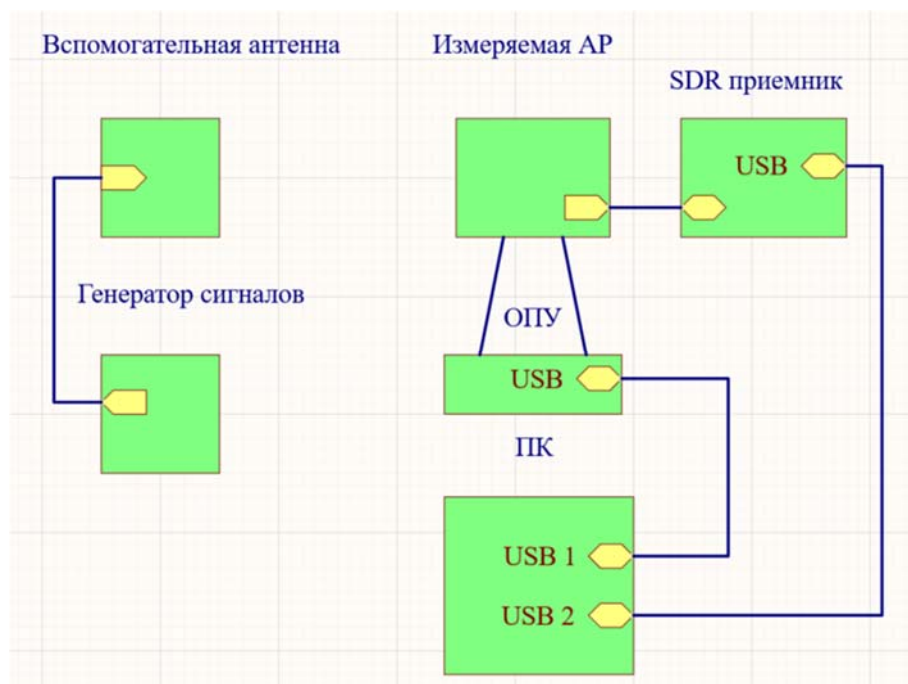 Вспомогательная антенна
Измеряемая АР
SDR приемник
USB
Генератор сигналов
ОПУ
USB
ПК
USB 1
USB 2